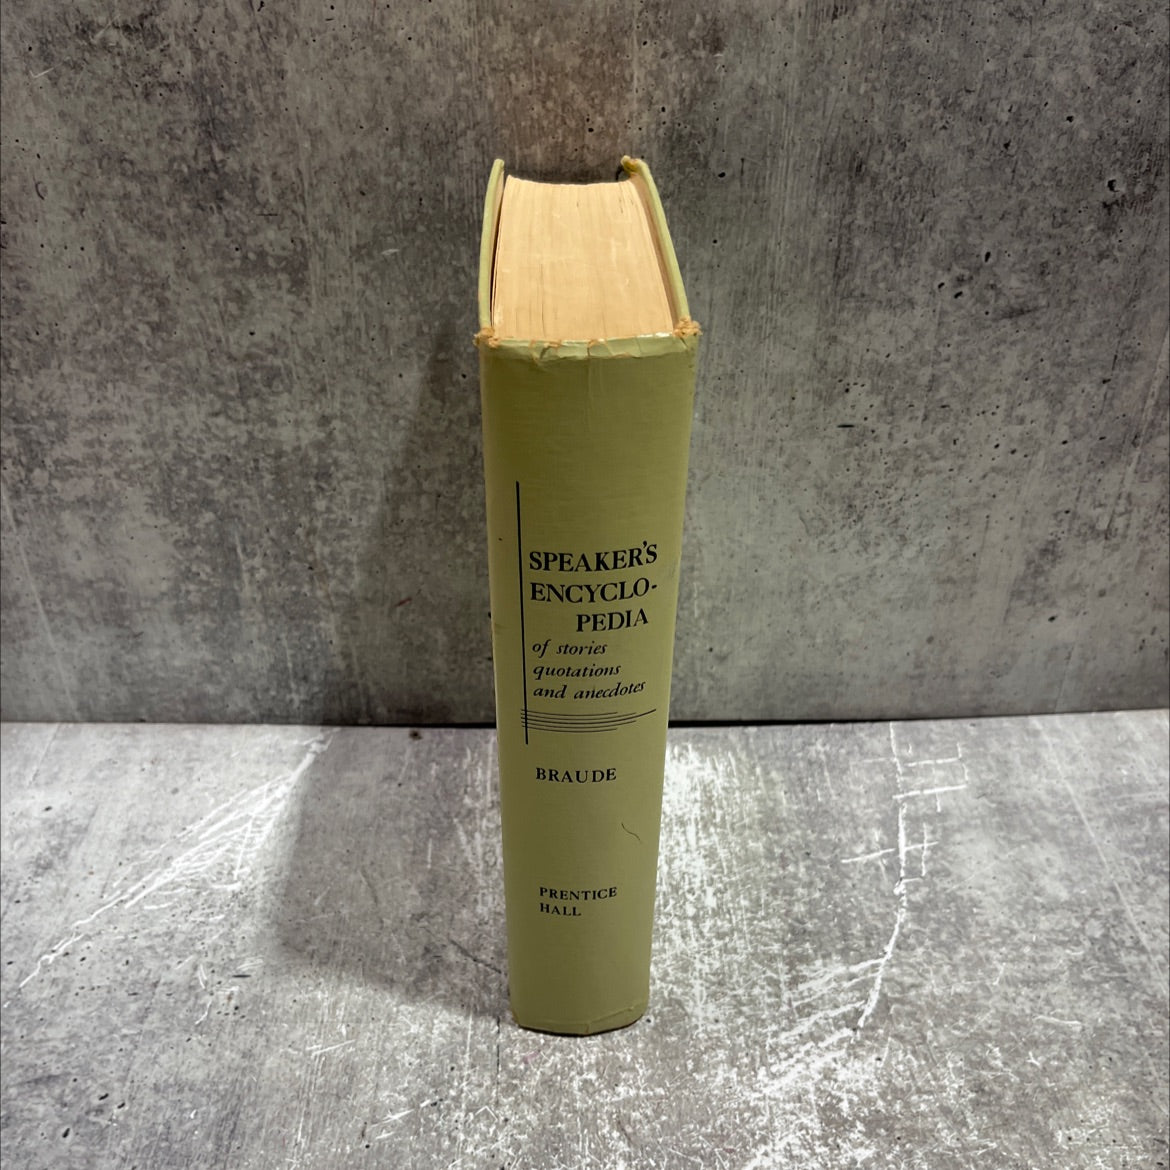 SPEAKER'S
ENCYCLO-
PEDIA
of stories
quotations
and anecdotes
BRAUDE
PRENTICE
HALL